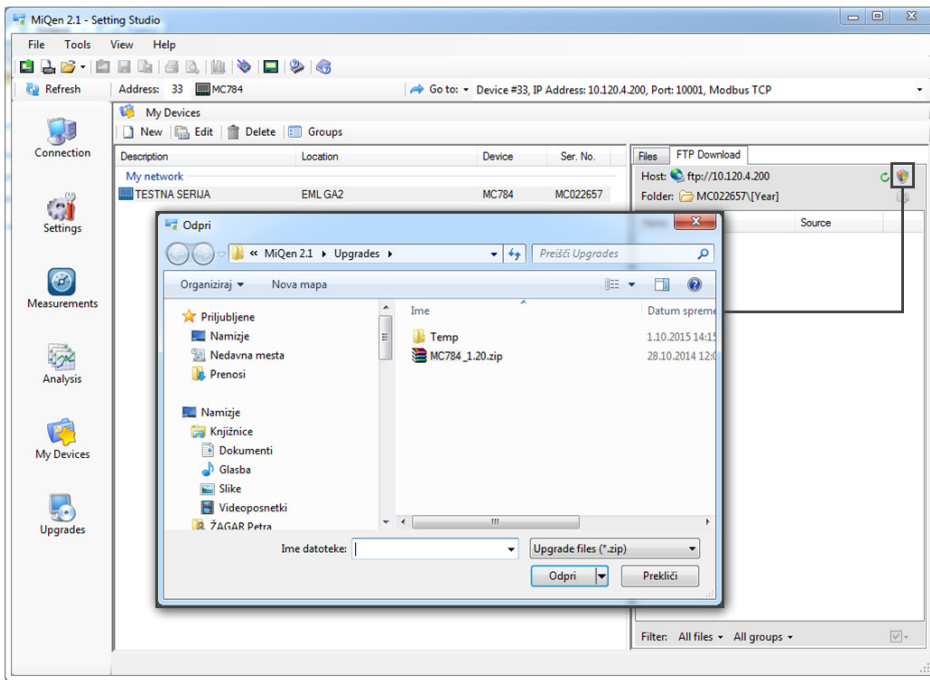 MiQen 2.1 - Setting Studio
File Tools View Help
Refresh Address: 33 MC784 Go to: Device #33, IP Address: 10.120.4.200, Port: 10001, Modbus TCP
My Devices
New Edit Delete Groups
Connection
Settings
Measurements
Analysis
My Devices
Upgrades
Description Location Device Ser. No.
My network
TESTNA SERIJA EML GA2 MC784 MC022657
Files FTP Download
Host: ftp://10.120.4.200
Folder: MC022657\[Year]
Source
Odpri
« MiQen 2.1 Upgrades
Preišči Upgrades
Organiziraj Nova mapa
Priljubljene
Namizje
Nedavna mesta
Prenosi
Namizje
Knjižnice
Dokumenti
Glasba
Slike
Videoposnetki
ŽAGAR Petra
Ime Datum spreme
Temp 1.10.2015 14:15
MC784_1.20.zip 28.10.2014 12:0
Ime datoteke: Upgrade files (*.zip)
Odpri Prekliči
Filter: All files All groups